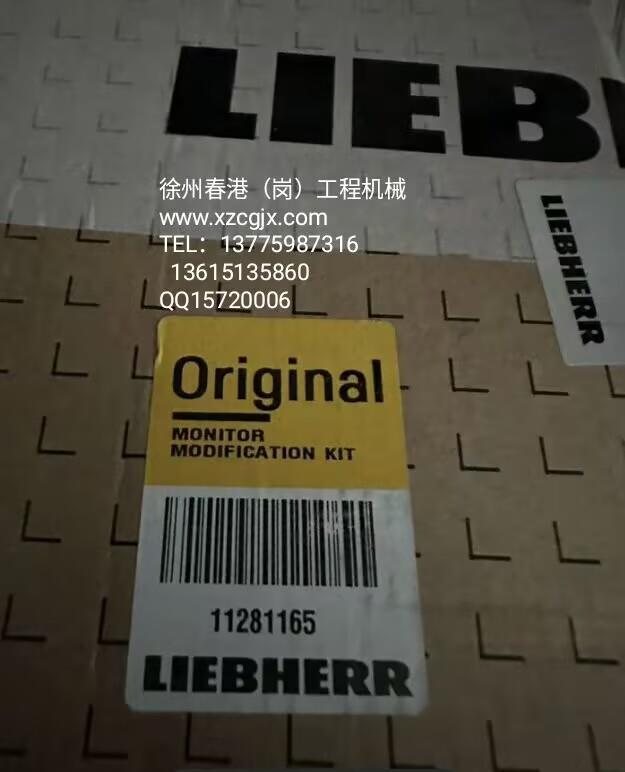 LIEB
徐州春港（岗）工程机械
www.xzcgjx.com
TEL：13775987316
13615135860
QQ15720006
LIEBHERR
Original
MONITOR
MODIFICATION KIT
11281165
LIEBHERR